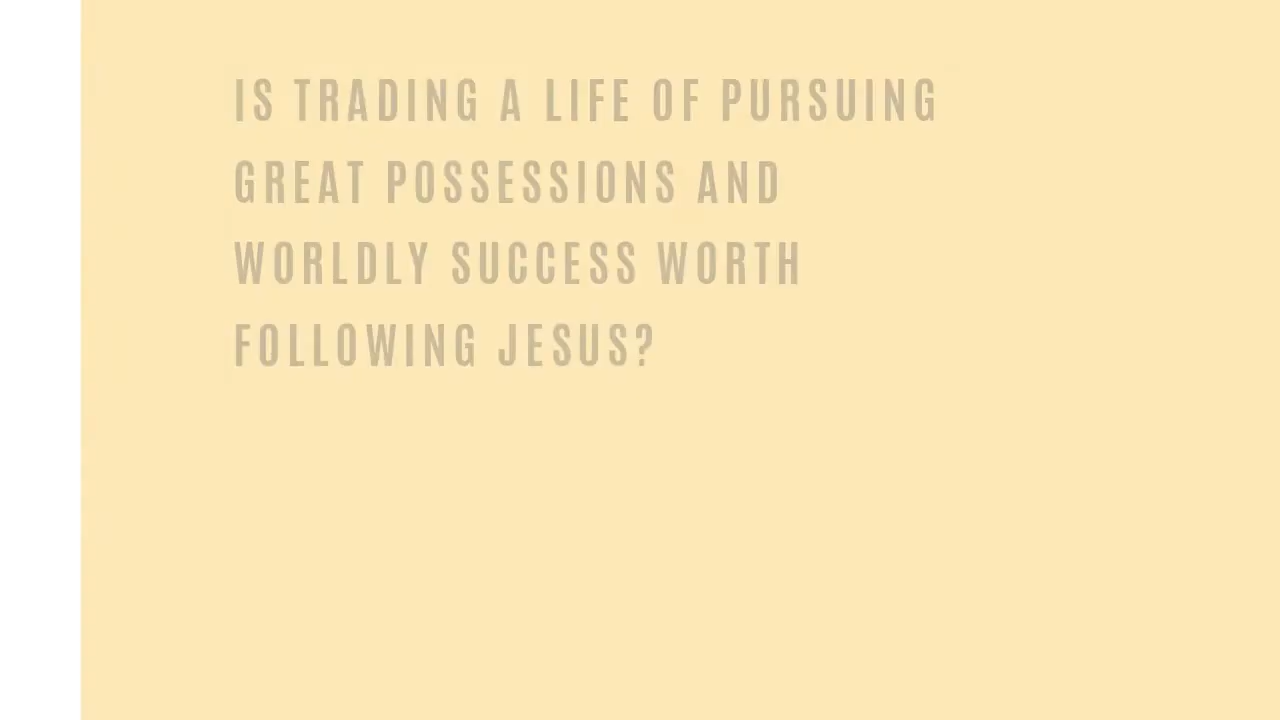 IS TRADING A LIFE OF PURSUING
GREAT POSSESSIONS AND
WORLDLY SUCCESS WORTH
FOLLOWING JESUS?